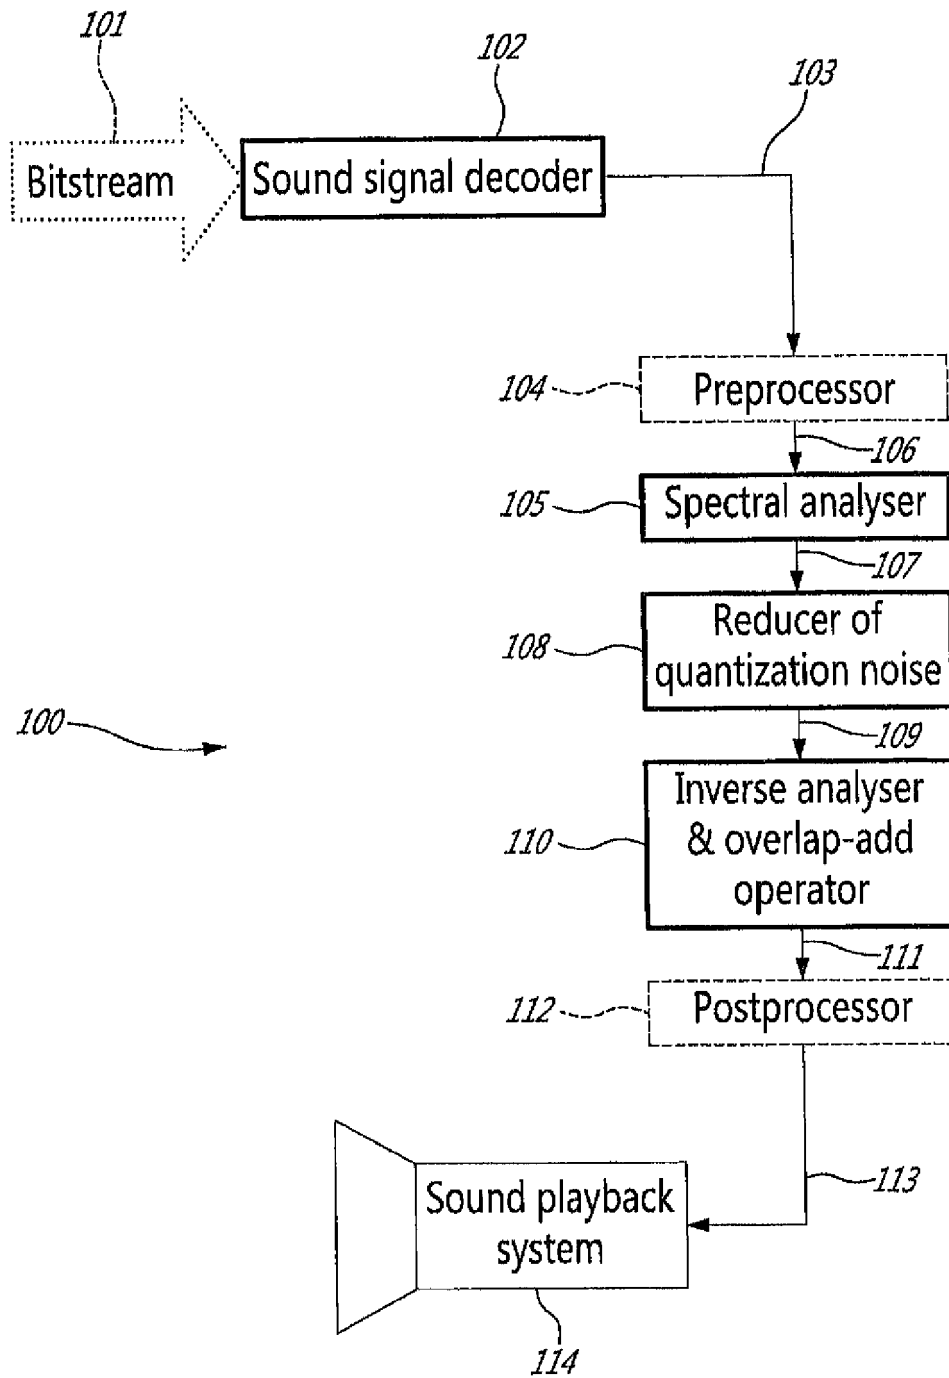 101
102
103
Bitstream
Sound signal decoder
104
Preprocessor
106
105
Spectral analyser
107
108
Reducer of
quantization noise
109
100
110
Inverse analyser
& overlap-add
operator
111
112
Postprocessor
113
Sound playback
system
114